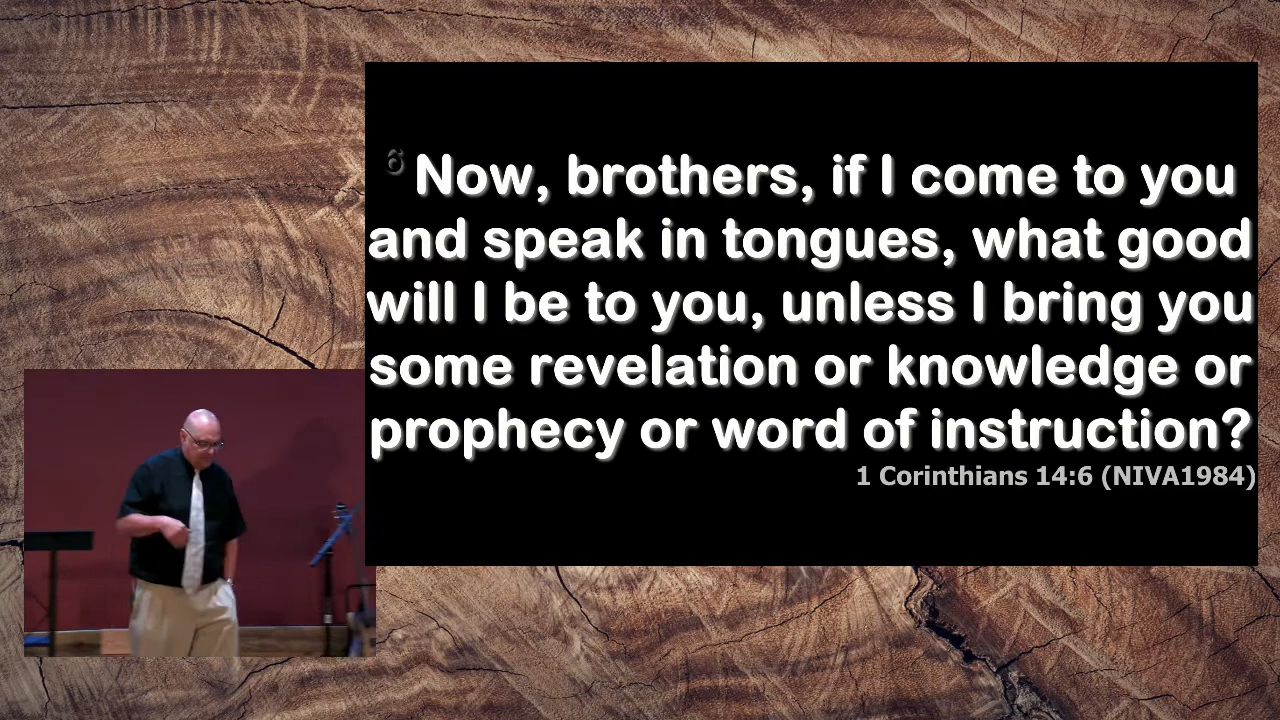 6 Now, brothers, if I come to you
and speak in tongues, what good
will I be to you, unless I bring you
some revelation or knowledge or
prophecy or word of instruction?
1 Corinthians 14:6 (NIVA1984)